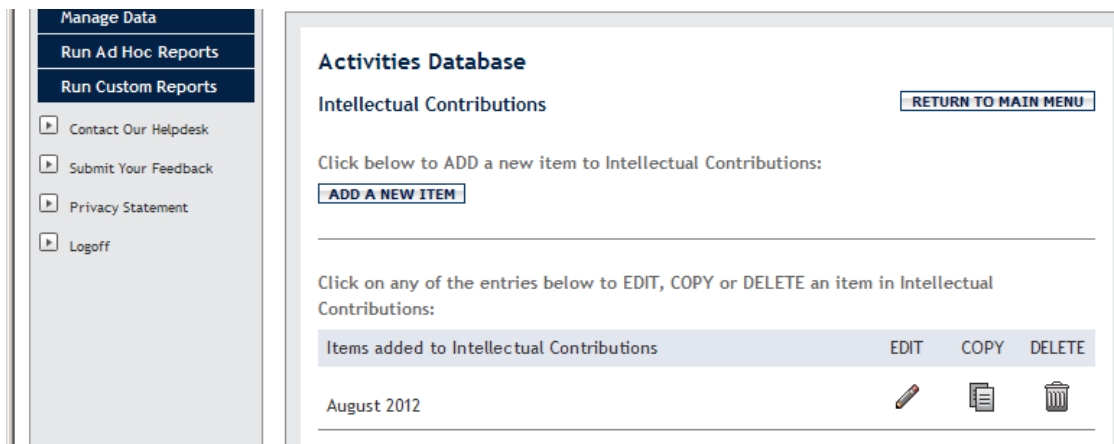 Manage Data
Run Ad Hoc Reports
Run Custom Reports
Contact Our Helpdesk
Submit Your Feedback
Privacy Statement
Logoff
Activities Database
Intellectual Contributions
RETURN TO MAIN MENU
Click below to ADD a new item to Intellectual Contributions:
ADD A NEW ITEM
Click on any of the entries below to EDIT, COPY or DELETE an item in Intellectual
Contributions:
Items added to Intellectual Contributions EDIT COPY DELETE
August 2012